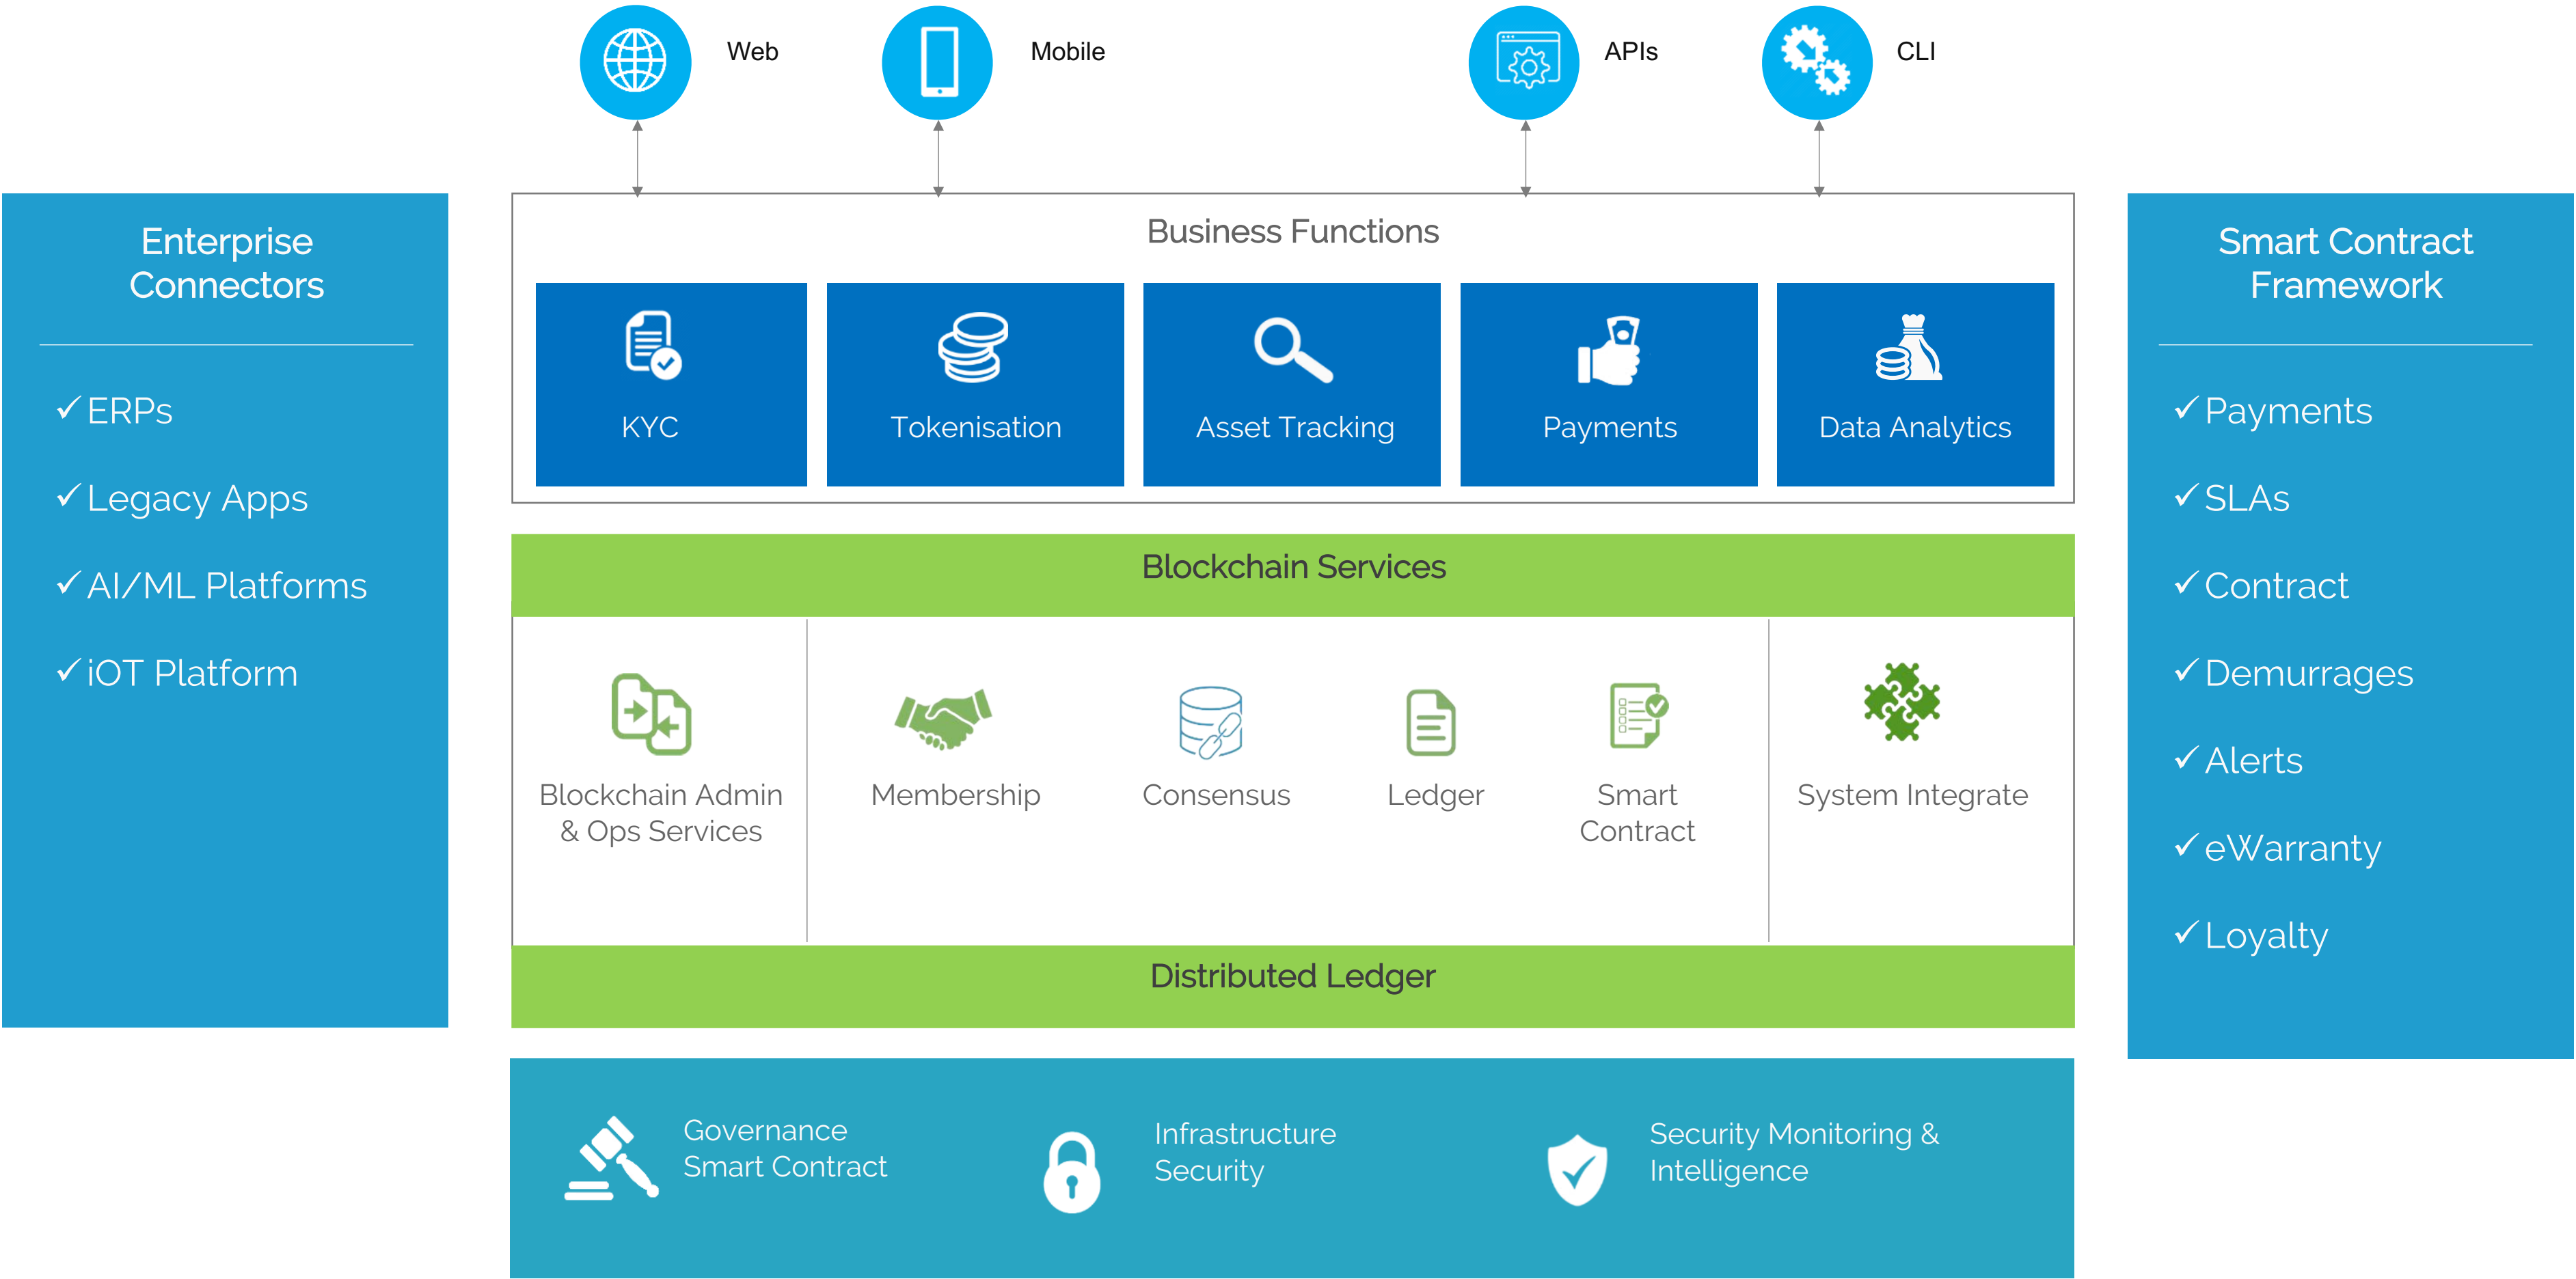 Web
Mobile
APIs
CLI
Enterprise
Connectors
ERPs
Legacy Apps
AI/ML Platforms
iOT Platform
Business Functions
KYC
Tokenisation
Asset Tracking
Payments
Data Analytics
Blockchain Services
Blockchain Admin
& Ops Services
Membership
Consensus
Ledger
Smart
Contract
System Integrate
Distributed Ledger
Governance
Smart Contract
Infrastructure
Security
Security Monitoring &
Intelligence
Smart Contract
Framework
Payments
SLAs
Contract
Demurrages
Alerts
eWarranty
Loyalty